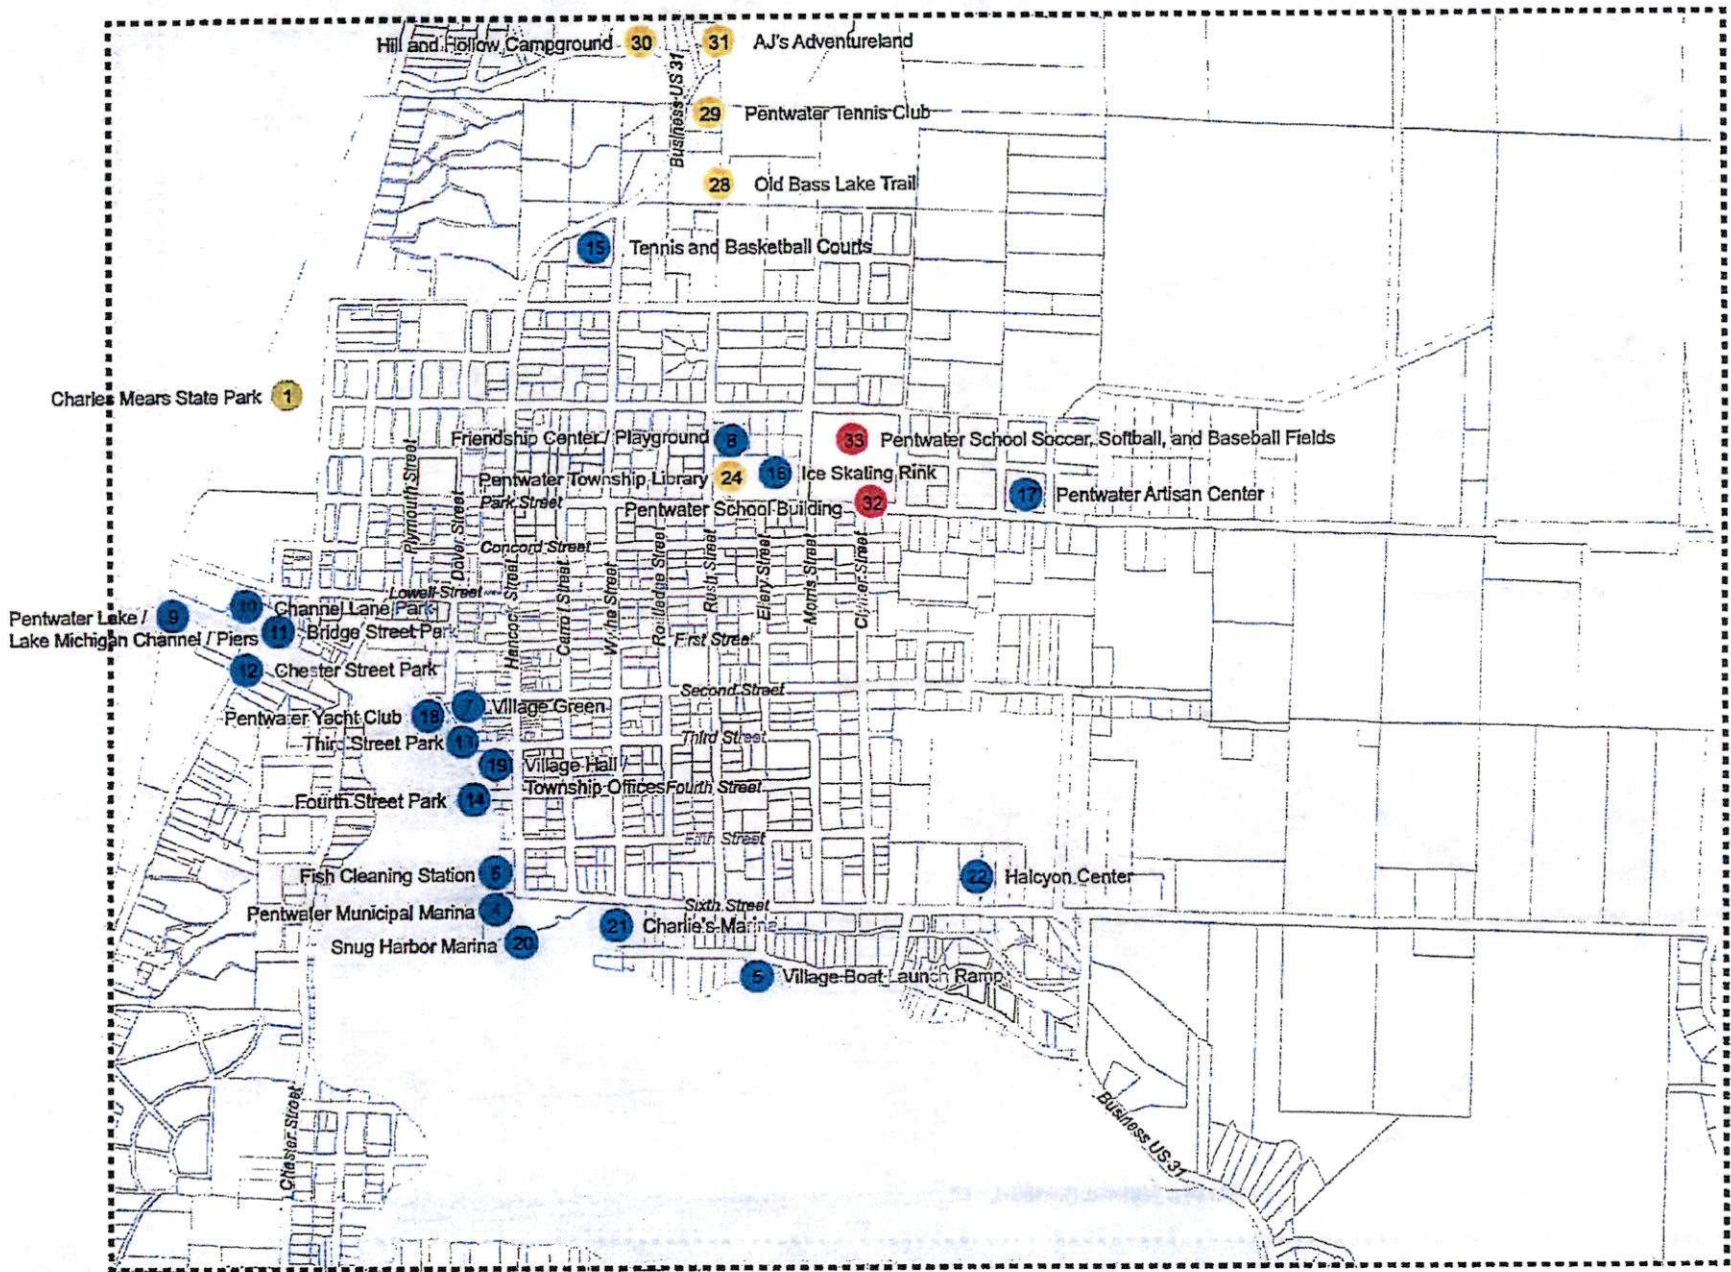 Hill and Hollow Campground 30
31 AJ's Adventureland
Business US 31
29 Pentwater Tennis Club
28 Old Bass Lake Trail
15 Tennis and Basketball Courts
Charles Mears State Park 1
Friendship Center / Playground 8
33 Pentwater School Soccer, Softball, and Baseball Fields
Pentwater Township Library 24
16 Ice Skating Rink
Pentwater School Building 32
17 Pentwater Artisan Center
Plymouth Street
Dover Street
Park Street
Concord Street
Lowell Street
Hancock Street
Carroll Street
Wythe Street
Rutledge Street
Rush Street
Ellery Street
Morris Street
Clymer Street
First Street
Pentwater Lake / 9
Lake Michigan Channel / Piers
10 Channel Lane Park
11 Bridge Street Park
12 Chester Street Park
Second Street
Pentwater Yacht Club 18
7 Village Green
Third Street Park 13
Third Street
19 Village Hall /
Township Offices
Fourth Street
Fourth Street Park 14
Fifth Street
Fish Cleaning Station 6
22 Halcyon Center
Pentwater Municipal Marina 4
Sixth Street
Snug Harbor Marina 20
21 Charlie's Marina
5 Village Boat Launch Ramp
Chester Street
Business US 31